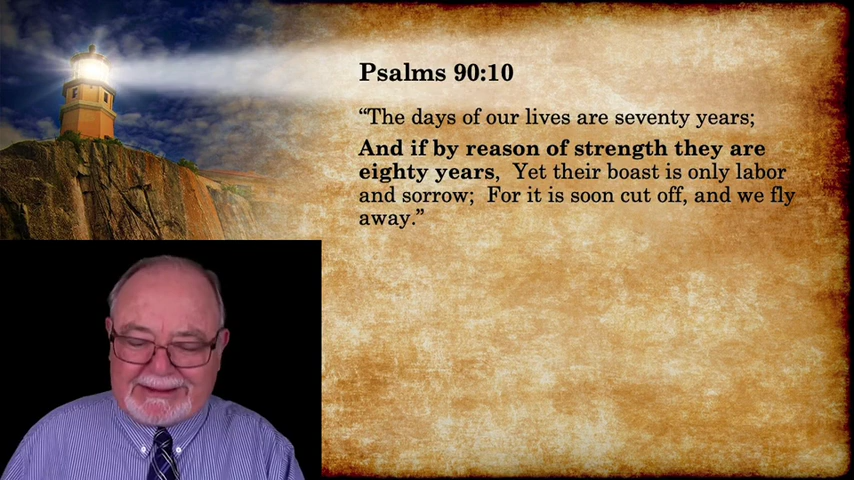 Psalms 90:10
“The days of our lives are seventy years;
And if by reason of strength they are
eighty years,  Yet their boast is only labor
and sorrow;  For it is soon cut off, and we fly
away.”